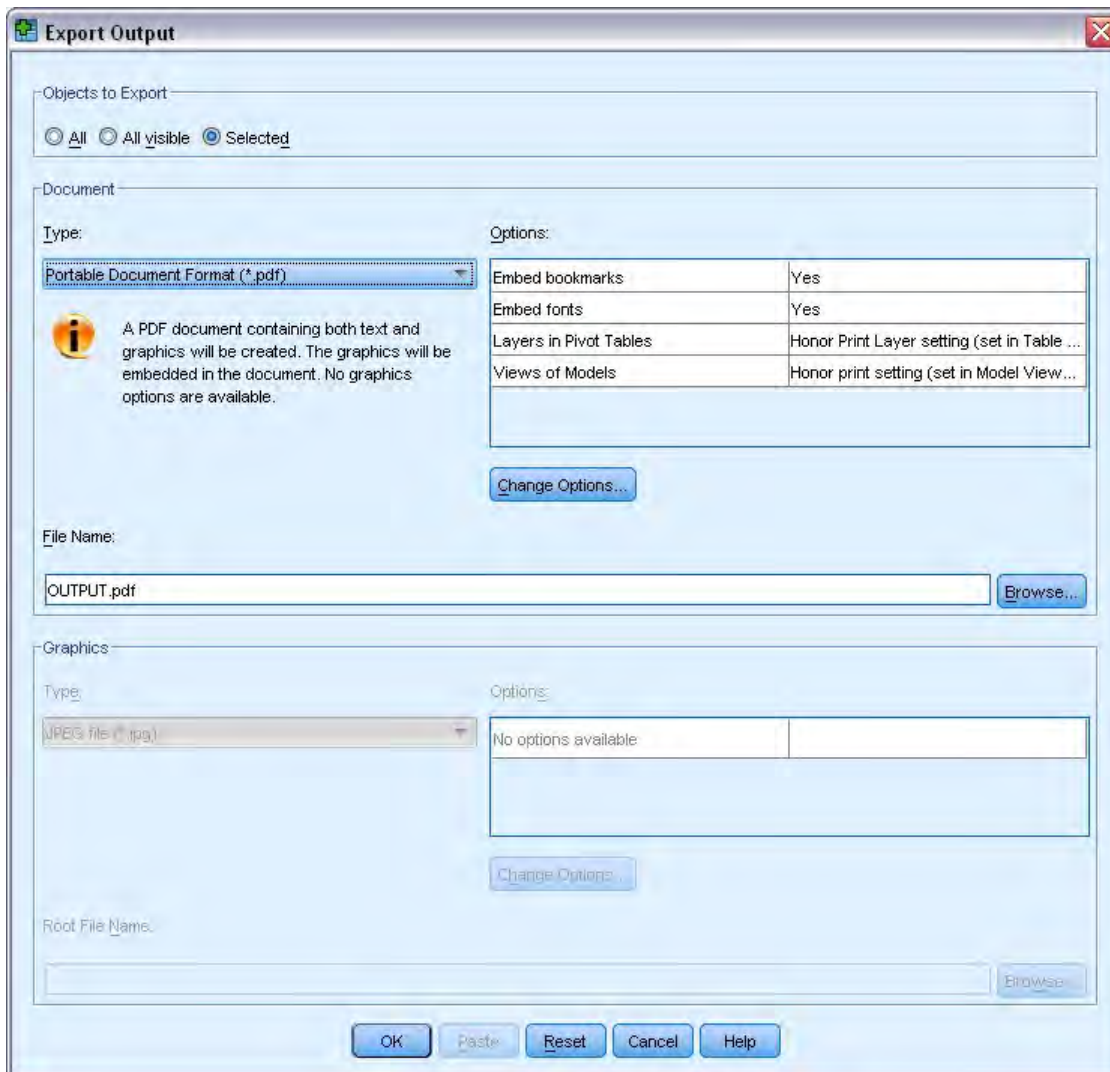 Export Output
Objects to Export
All All visible Selected
Document
Type:
Portable Document Format (*.pdf)
A PDF document containing both text and
graphics will be created. The graphics will be
embedded in the document. No graphics
options are available.
Options:
Embed bookmarks Yes
Embed fonts Yes
Layers in Pivot Tables Honor Print Layer setting (set in Table ...
Views of Models Honor print setting (set in Model View...
Change Options...
File Name:
OUTPUT.pdf
Browse...
Graphics
Type:
JPEG file (*.jpg)
Options:
No options available
Change Options...
Root File Name:
Browse...
OK Paste Reset Cancel Help